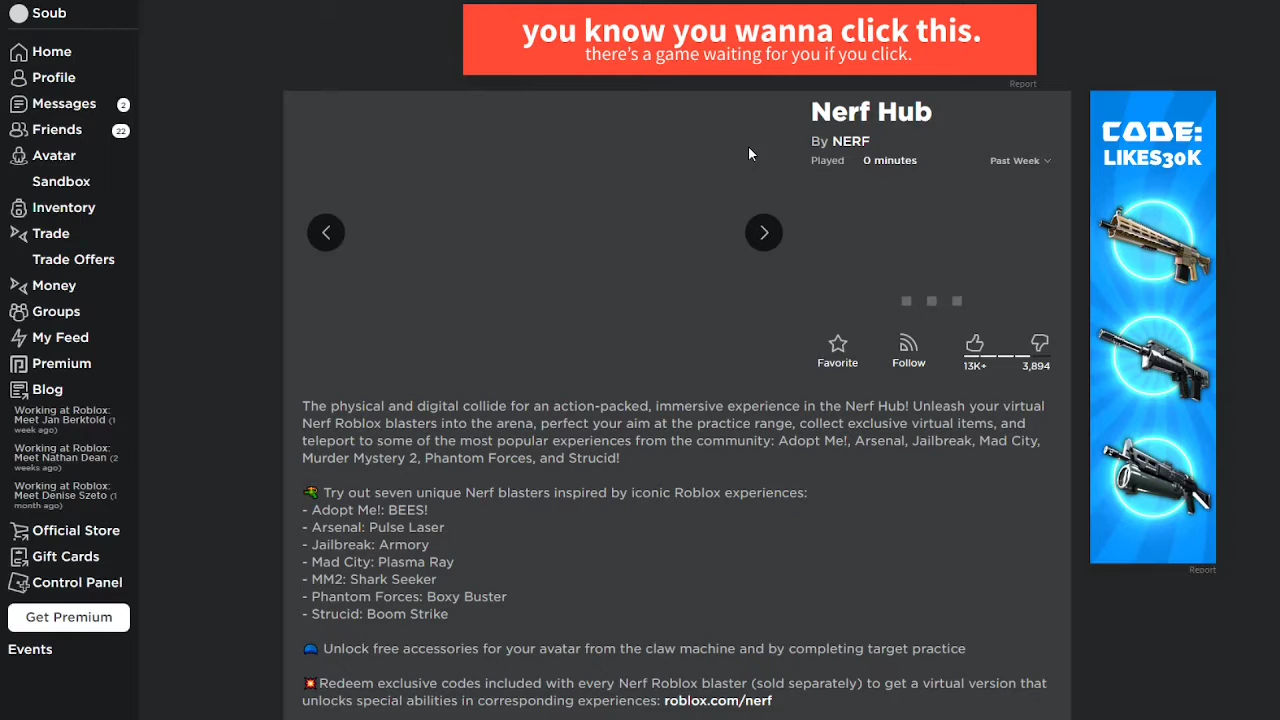 Soub
Home
Profile
Messages 2
Friends 22
Avatar
Sandbox
Inventory
Trade
Trade Offers
Money
Groups
My Feed
Premium
Blog
Working at Roblox:
Meet Jan Berktold (1
week ago)
Working at Roblox:
Meet Nathan Dean (2
weeks ago)
Working at Roblox:
Meet Denise Szeto (1
month ago)
Official Store
Gift Cards
Control Panel
Get Premium
Events
you know you wanna click this.
there's a game waiting for you if you click.
Report
Nerf Hub
By NERF
Played 0 minutes Past Week
Favorite Follow 13K+ 3,894
The physical and digital collide for an action-packed, immersive experience in the Nerf Hub! Unleash your virtual
Nerf Roblox blasters into the arena, perfect your aim at the practice range, collect exclusive virtual items, and
teleport to some of the most popular experiences from the community: Adopt Me!, Arsenal, Jailbreak, Mad City,
Murder Mystery 2, Phantom Forces, and Strucid!
Try out seven unique Nerf blasters inspired by iconic Roblox experiences:
- Adopt Me!: BEES!
- Arsenal: Pulse Laser
- Jailbreak: Armory
- Mad City: Plasma Ray
- MM2: Shark Seeker
- Phantom Forces: Boxy Buster
- Strucid: Boom Strike
Unlock free accessories for your avatar from the claw machine and by completing target practice
Redeem exclusive codes included with every Nerf Roblox blaster (sold separately) to get a virtual version that
unlocks special abilities in corresponding experiences: roblox.com/nerf
CODE:
LIKES30K
Report